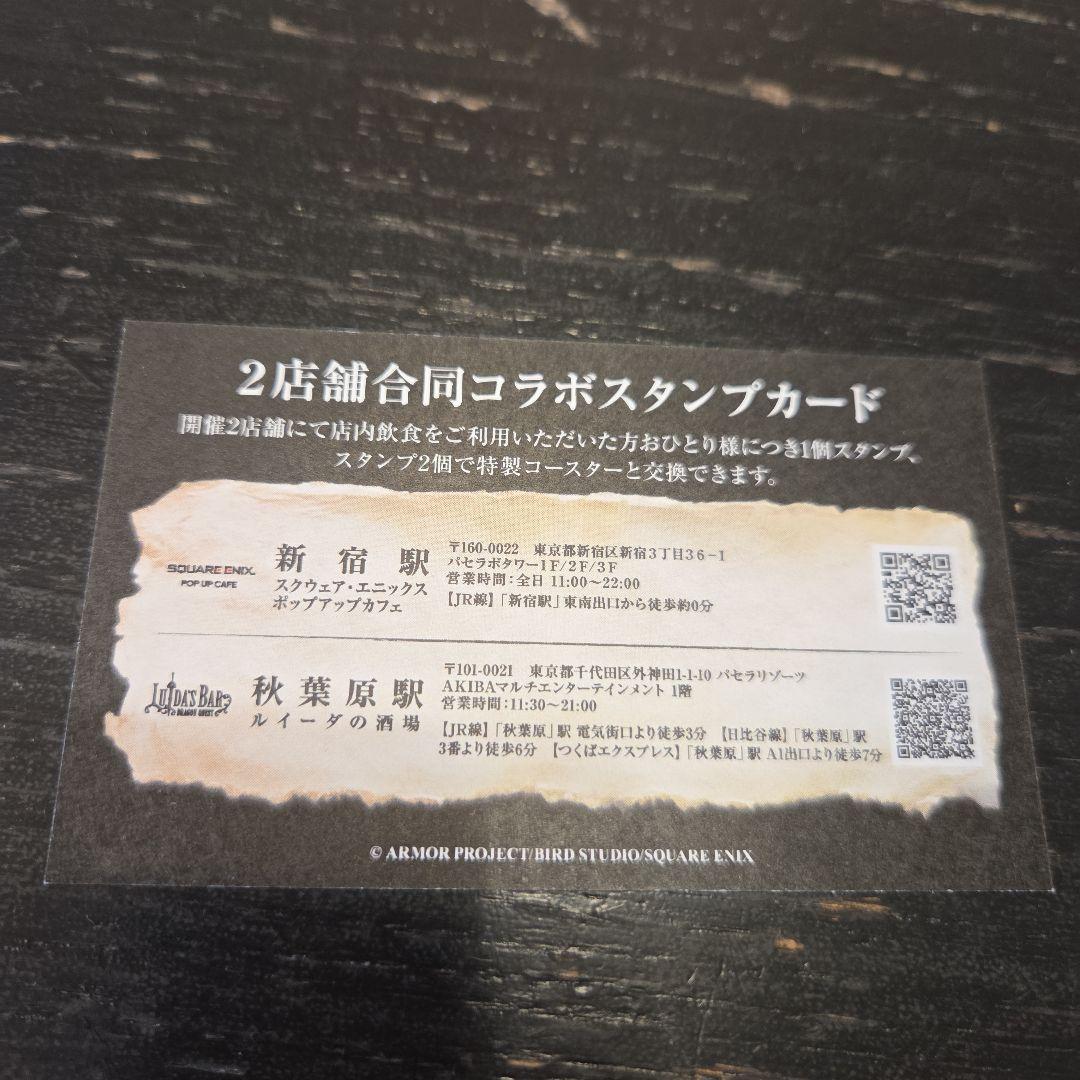 2店舗合同コラボスタンプカード
開催2店舗にて店内飲食をご利用いただいた方おひとり様につき1個スタンプ。
スタンプ2個で特製コースターと交換できます。
SQUARE ENIX
POP UP CAFE
新宿駅
スクウェア・エニックス
ポップアップカフェ
〒160-0022 東京都新宿区新宿3丁目36-1
パセラボタワー1F/2F/3F
営業時間:全日 11:00〜22:00
【JR線】「新宿駅」東南出口から徒歩約0分
LUIDA'S BAR
DRAGON QUEST
秋葉原駅
ルイーダの酒場
〒101-0021 東京都千代田区外神田1-1-10 パセラリゾーツ
AKIBAマルチエンターテインメント 1階
営業時間:11:30〜21:00
【JR線】「秋葉原」駅 電気街口より徒歩3分 【日比谷線】「秋葉原」駅
3番より徒歩6分 【つくばエクスプレス】「秋葉原」駅 A1出口より徒歩7分
© ARMOR PROJECT/BIRD STUDIO/SQUARE ENIX